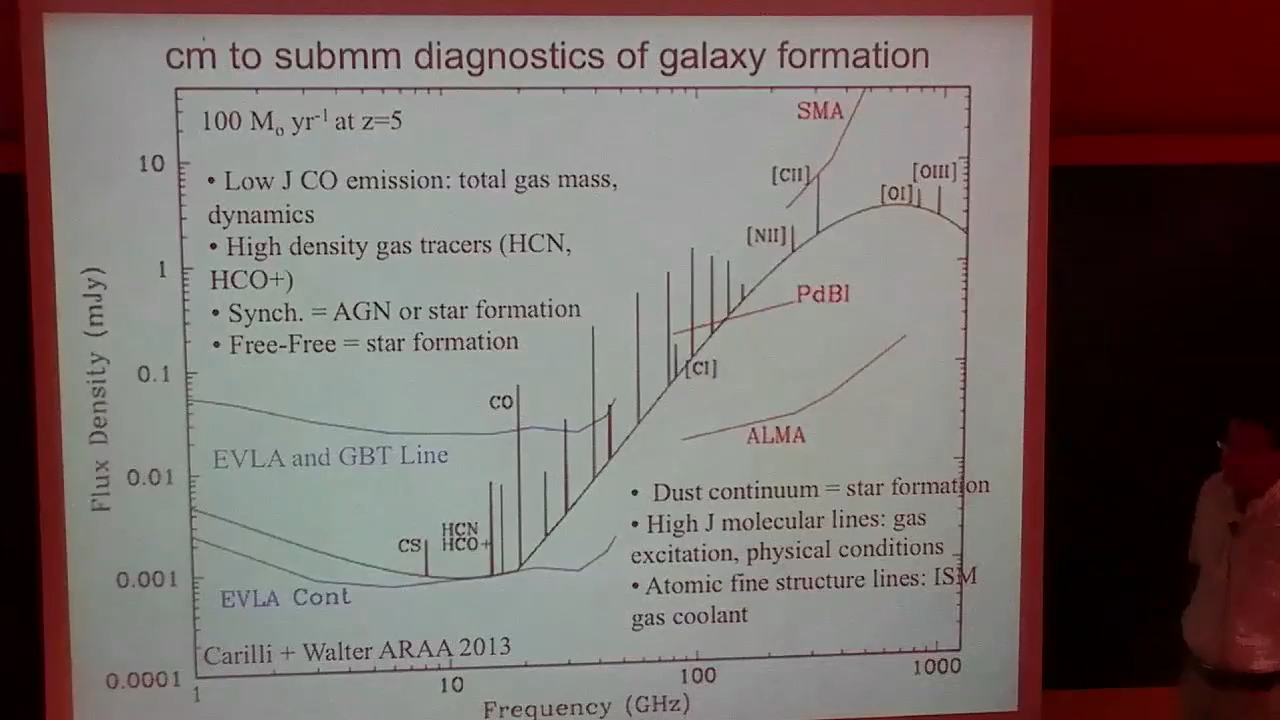 cm to submm diagnostics of galaxy formation
100 Mₒ yr⁻¹ at z=5
• Low J CO emission: total gas mass,
dynamics
• High density gas tracers (HCN,
HCO+)
• Synch. = AGN or star formation
• Free-Free = star formation
SMA
[CII]
[OI]
[OIII]
[NII]
PdBI
[CI]
ALMA
CO
EVLA and GBT Line
CS
HCN
HCO+
EVLA Cont
• Dust continuum = star formation
• High J molecular lines: gas
excitation, physical conditions
• Atomic fine structure lines: ISM
gas coolant
Carilli + Walter ARAA 2013
Flux Density (mJy)
10
1
0.1
0.01
0.001
0.0001
1
10
100
1000
Frequency (GHz)